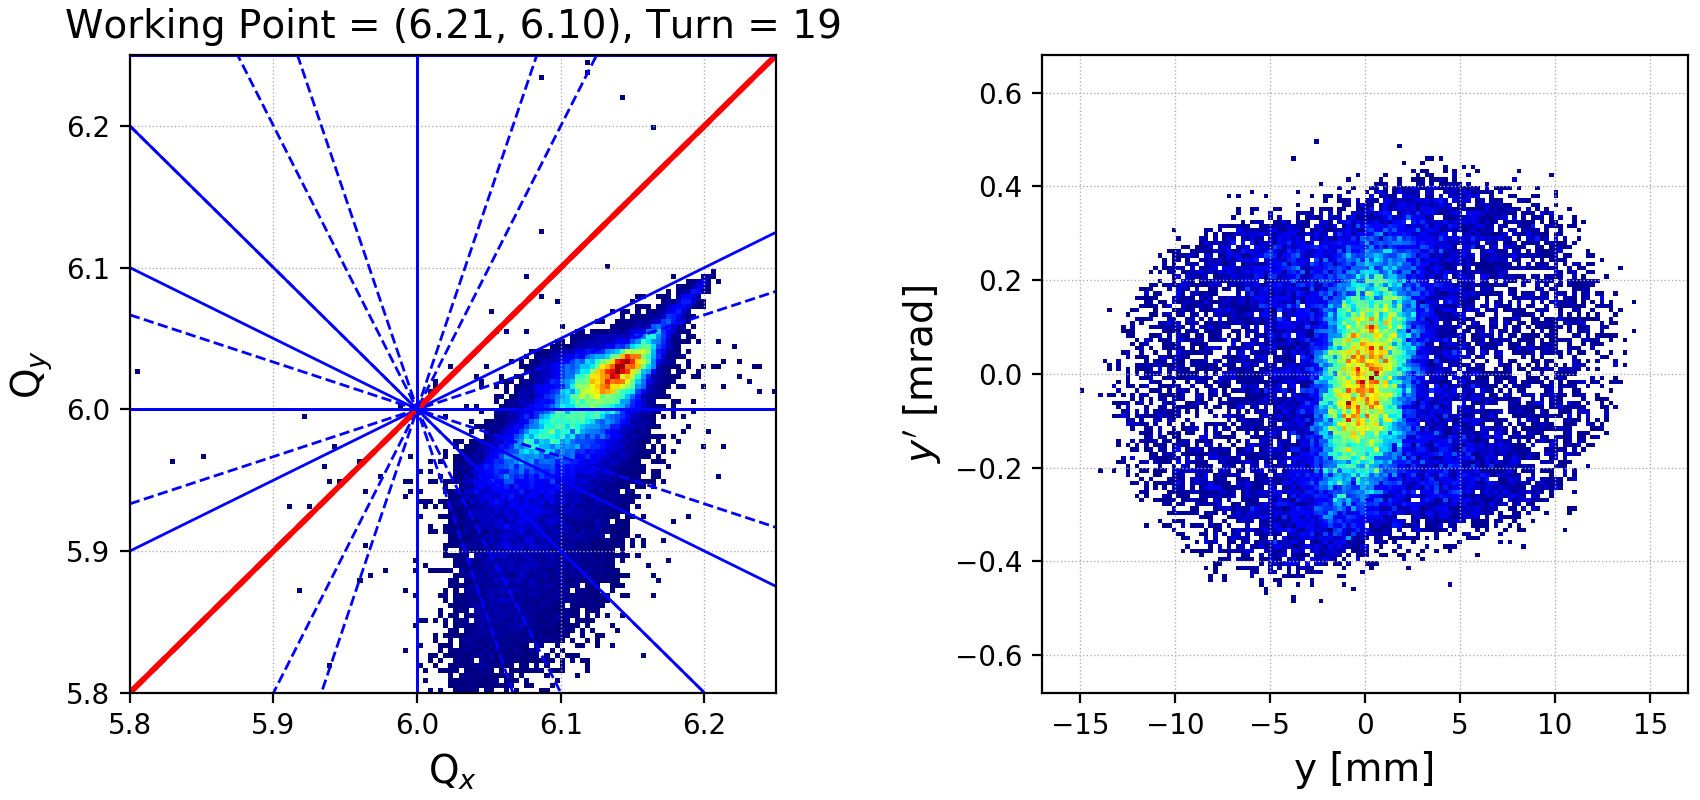 Working Point = (6.21, 6.10), Turn = 19
6.2
6.1
6.0
5.9
5.8
Qy
5.8 5.9 6.0 6.1 6.2
Qx
0.6
0.4
0.2
0.0
−0.2
−0.4
−0.6
y′ [mrad]
−15 −10 −5 0 5 10 15
y [mm]